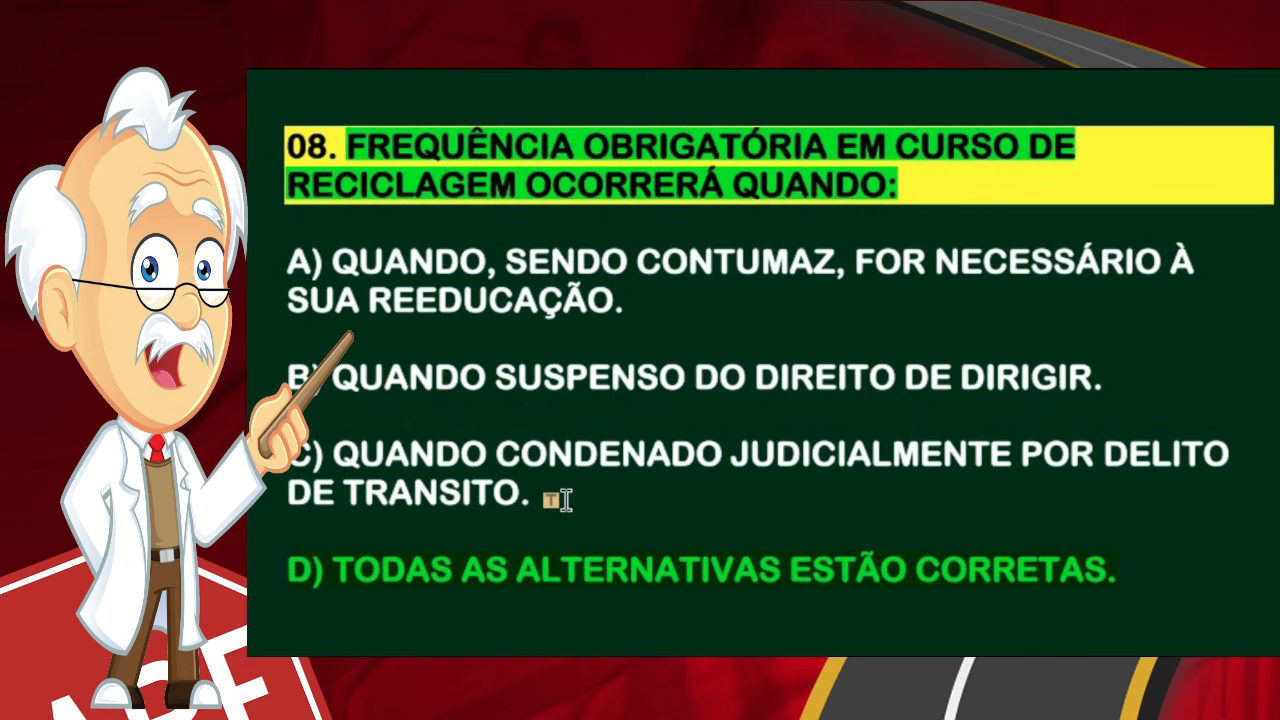 08. FREQUÊNCIA OBRIGATÓRIA EM CURSO DE
RECICLAGEM OCORRERÁ QUANDO:
A) QUANDO, SENDO CONTUMAZ, FOR NECESSÁRIO À
SUA REEDUCAÇÃO.
B) QUANDO SUSPENSO DO DIREITO DE DIRIGIR.
C) QUANDO CONDENADO JUDICIALMENTE POR DELITO
DE TRANSITO. T
D) TODAS AS ALTERNATIVAS ESTÃO CORRETAS.